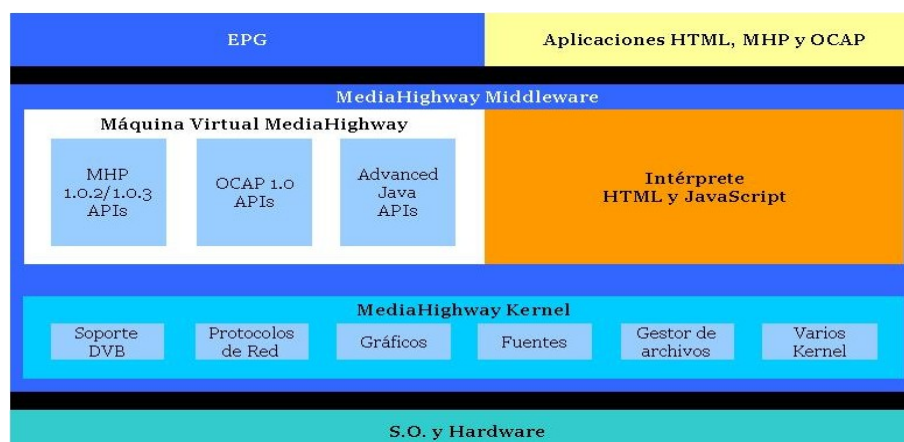 EPG
Aplicaciones HTML, MHP y OCAP
MediaHighway Middleware
Máquina Virtual MediaHighway
MHP
1.0.2/1.0.3
APIs
OCAP 1.0
APIs
Advanced
Java
APIs
Intérprete
HTML y JavaScript
MediaHighway Kernel
Soporte
DVB
Protocolos
de Red
Gráficos
Fuentes
Gestor de
archivos
Varios
Kernel
S.O. y Hardware